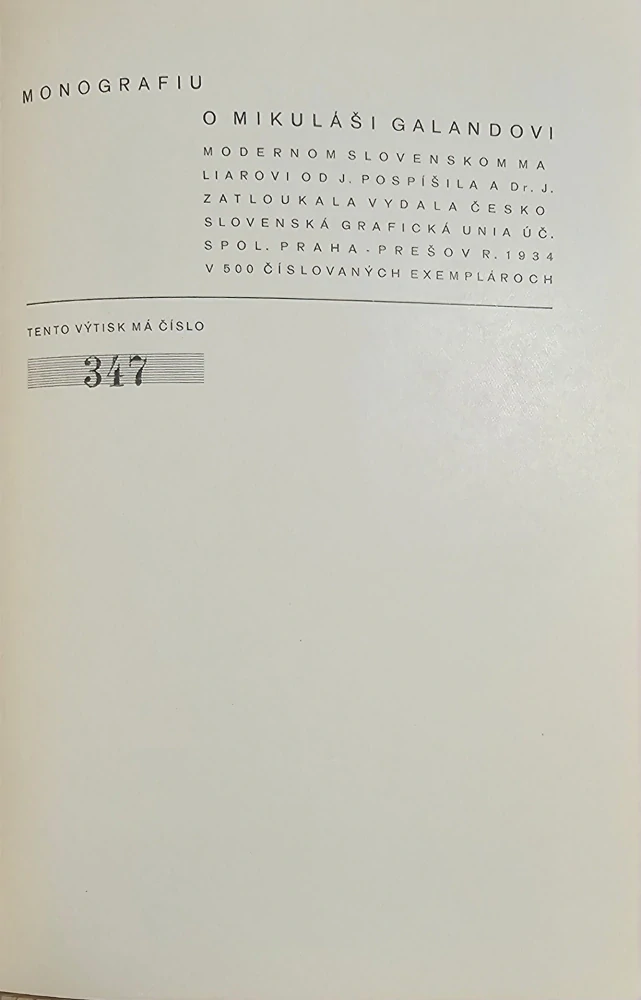 MONOGRAFIU
O MIKULÁŠI GALANDOVI
MODERNOM SLOVENSKOM MA
LIAROVI OD J. POSPÍŠILA A Dr. J.
ZATLOUKALA VYDALA ČESKO
SLOVENSKÁ GRAFICKÁ UNIA ÚČ.
SPOL. PRAHA - PREŠOV R. 1934
V 500 ČÍSLOVANÝCH EXEMPLÁROCH
TENTO VÝTISK MÁ ČÍSLO
347